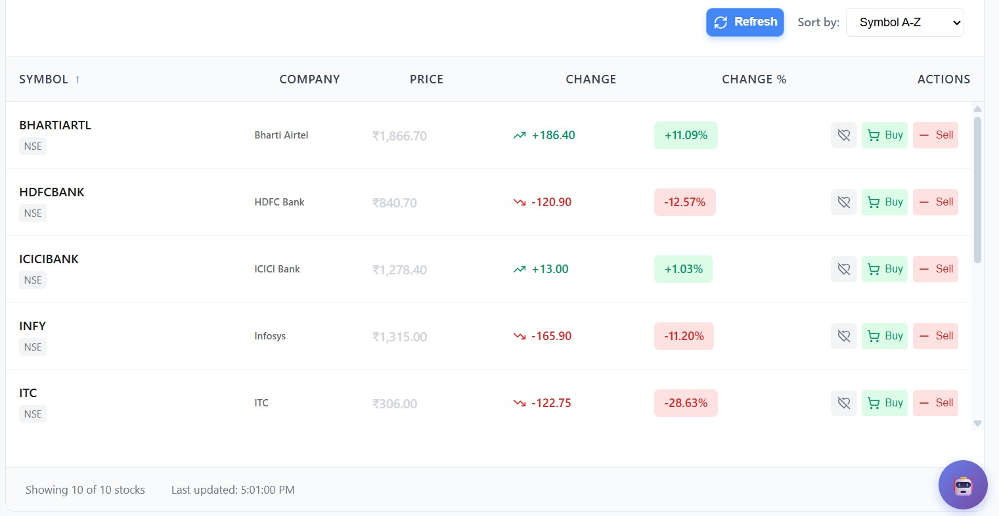 Refresh Sort by: Symbol A-Z
SYMBOL ↑ COMPANY PRICE CHANGE CHANGE % ACTIONS
BHARTIARTL
NSE
Bharti Airtel ₹1,866.70 +186.40 +11.09% Buy Sell
HDFCBANK
NSE
HDFC Bank ₹840.70 -120.90 -12.57% Buy Sell
ICICIBANK
NSE
ICICI Bank ₹1,278.40 +13.00 +1.03% Buy Sell
INFY
NSE
Infosys ₹1,315.00 -165.90 -11.20% Buy Sell
ITC
NSE
ITC ₹306.00 -122.75 -28.63% Buy Sell
Showing 10 of 10 stocks Last updated: 5:01:00 PM